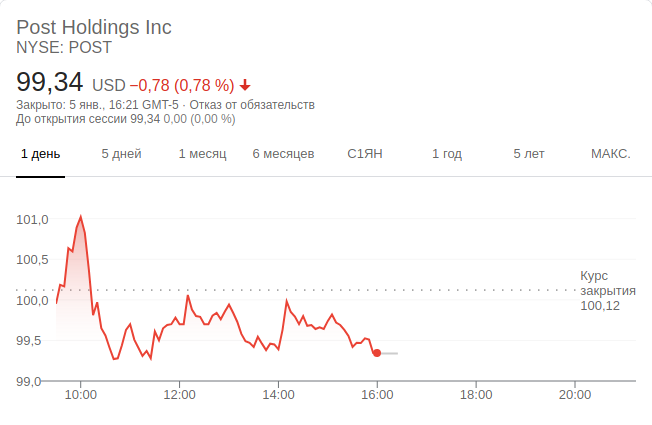 Post Holdings Inc
NYSE: POST
99,34 USD −0,78 (0,78 %)
Закрыто: 5 янв., 16:21 GMT-5 · Отказ от обязательств
До открытия сессии 99,34 0,00 (0,00 %)
1 день 5 дней 1 месяц 6 месяцев С1ЯН 1 год 5 лет МАКС.
101,0
100,5
Курс
закрытия
100,12
100,0
99,5
99,0
10:00 12:00 14:00 16:00 18:00 20:00